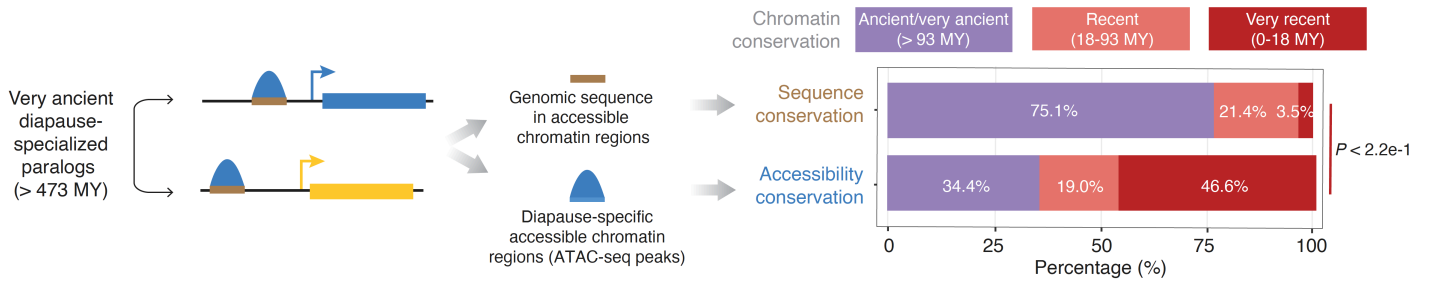 Very ancient
diapause-
specialized
paralogs
(> 473 MY)
Genomic sequence
in accessible
chromatin regions
Diapause-specific
accessible chromatin
regions (ATAC-seq peaks)
Chromatin
conservation
Ancient/very ancient
(> 93 MY)
Recent
(18-93 MY)
Very recent
(0-18 MY)
Sequence
conservation
75.1%
21.4%
3.5%
Accessibility
conservation
34.4%
19.0%
46.6%
P < 2.2e-1
0
25
50
75
100
Percentage (%)